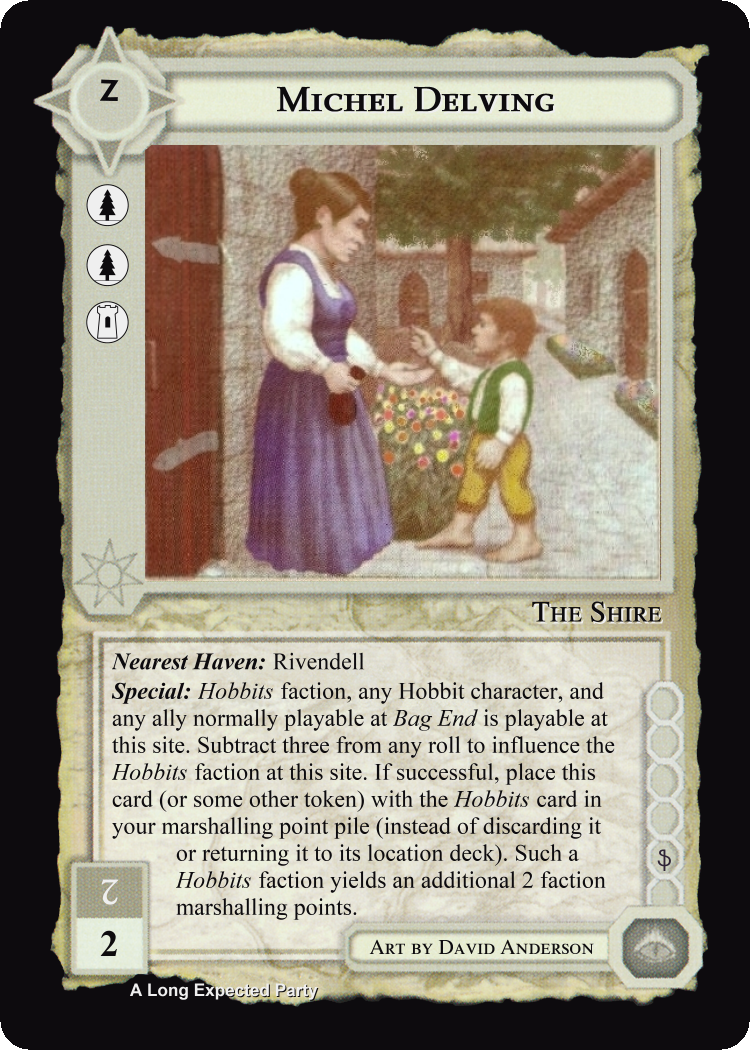 Z
Michel Delving
The Shire
Nearest Haven: Rivendell
Special: Hobbits faction, any Hobbit character, and
any ally normally playable at Bag End is playable at
this site. Subtract three from any roll to influence the
Hobbits faction at this site. If successful, place this
card (or some other token) with the Hobbits card in
your marshalling point pile (instead of discarding it
or returning it to its location deck). Such a
Hobbits faction yields an additional 2 faction
marshalling points.
2
Art by David Anderson
A Long Expected Party